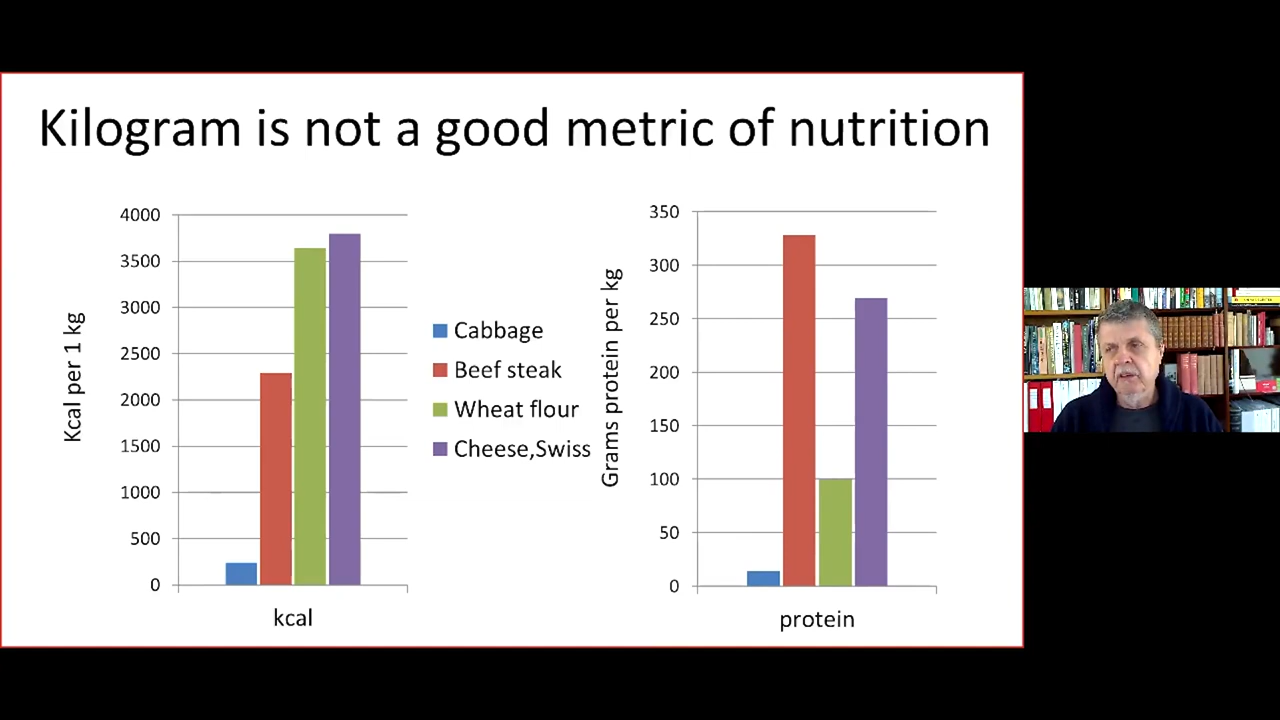 Kilogram is not a good metric of nutrition
Kcal per 1 kg
4000
3500
3000
2500
2000
1500
1000
500
0
kcal
Cabbage
Beef steak
Wheat flour
Cheese,Swiss
Grams protein per kg
350
300
250
200
150
100
50
0
protein